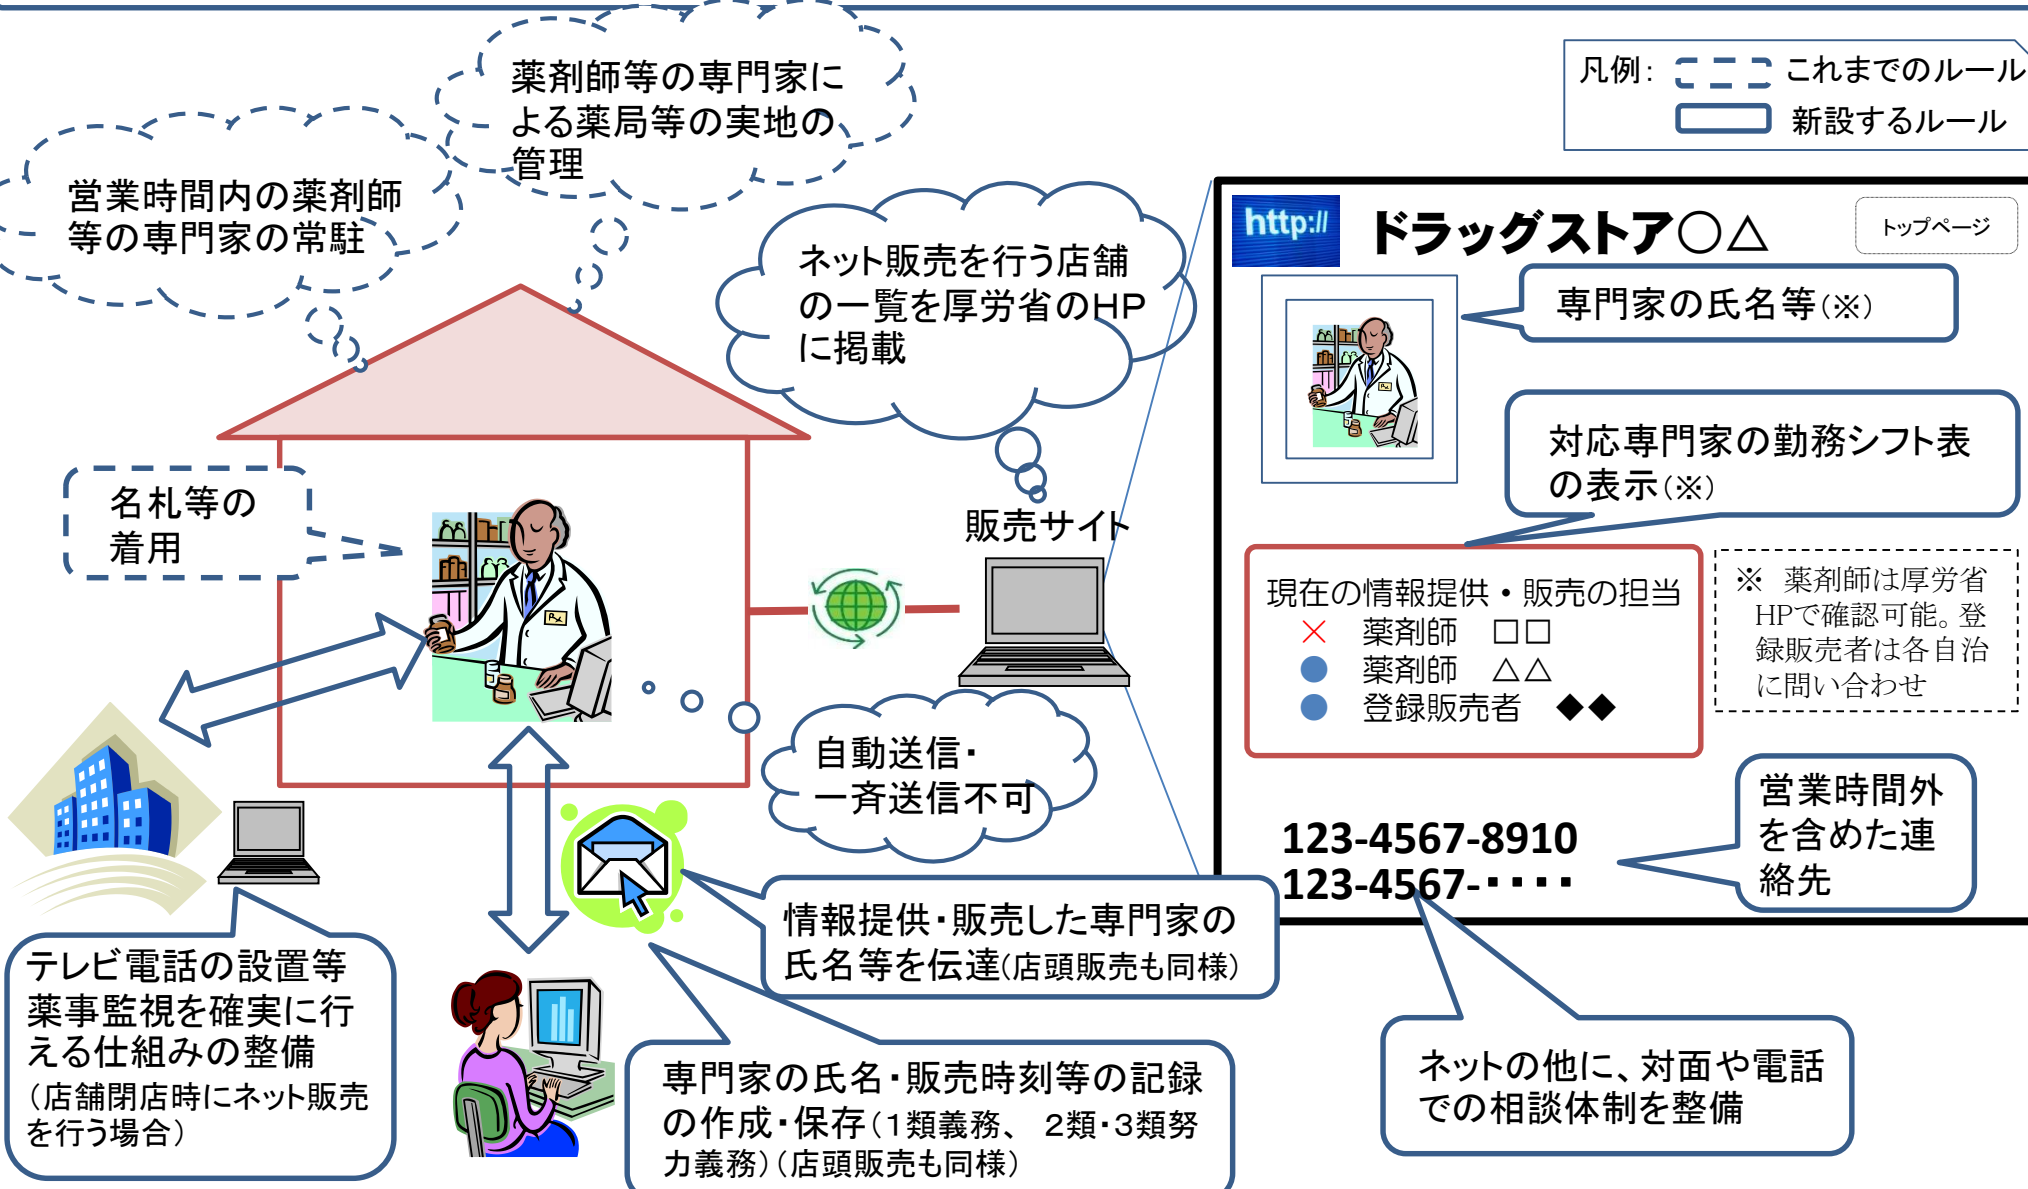 凡例： これまでのルール
新設するルール
薬剤師等の専門家に
よる薬局等の実地の
管理
営業時間内の薬剤師
等の専門家の常駐
ネット販売を行う店舗
の一覧を厚労省のHP
に掲載
名札等の
着用
販売サイト
自動送信・
一斉送信不可
http://
ドラッグストア○△
トップページ
専門家の氏名等（※）
対応専門家の勤務シフト表
の表示（※）
現在の情報提供・販売の担当
× 薬剤師 □□
● 薬剤師 △△
● 登録販売者 ◆◆
※ 薬剤師は厚労省
HPで確認可能。登
録販売者は各自治
に問い合わせ
123-4567-8910
123-4567-・・・・
営業時間外
を含めた連
絡先
情報提供・販売した専門家の
氏名等を伝達（店頭販売も同様）
テレビ電話の設置等
薬事監視を確実に行
える仕組みの整備
（店舗閉店時にネット販売
を行う場合）
専門家の氏名・販売時刻等の記録
の作成・保存（１類義務、 ２類・３類努
力義務）（店頭販売も同様）
ネットの他に、対面や電話
での相談体制を整備